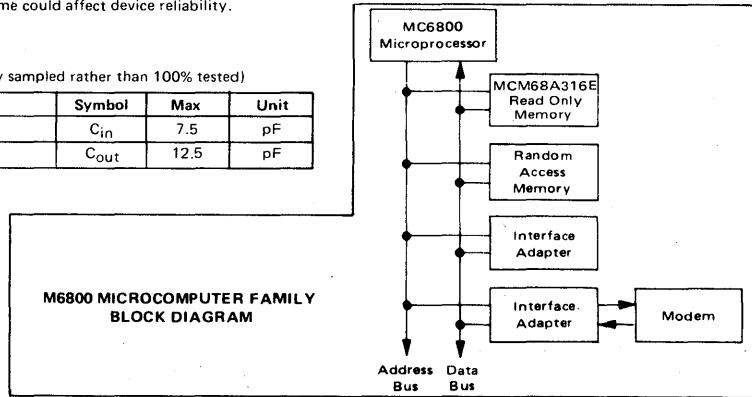 me could affect device reliability.
y sampled rather than 100% tested)
Symbol Max Unit
Cin 7.5 pF
Cout 12.5 pF
MC6800
Microprocessor
MCM68A316E
Read Only
Memory
Random
Access
Memory
Interface
Adapter
Interface
Adapter
Modem
M6800 MICROCOMPUTER FAMILY
BLOCK DIAGRAM
Address
Bus
Data
Bus